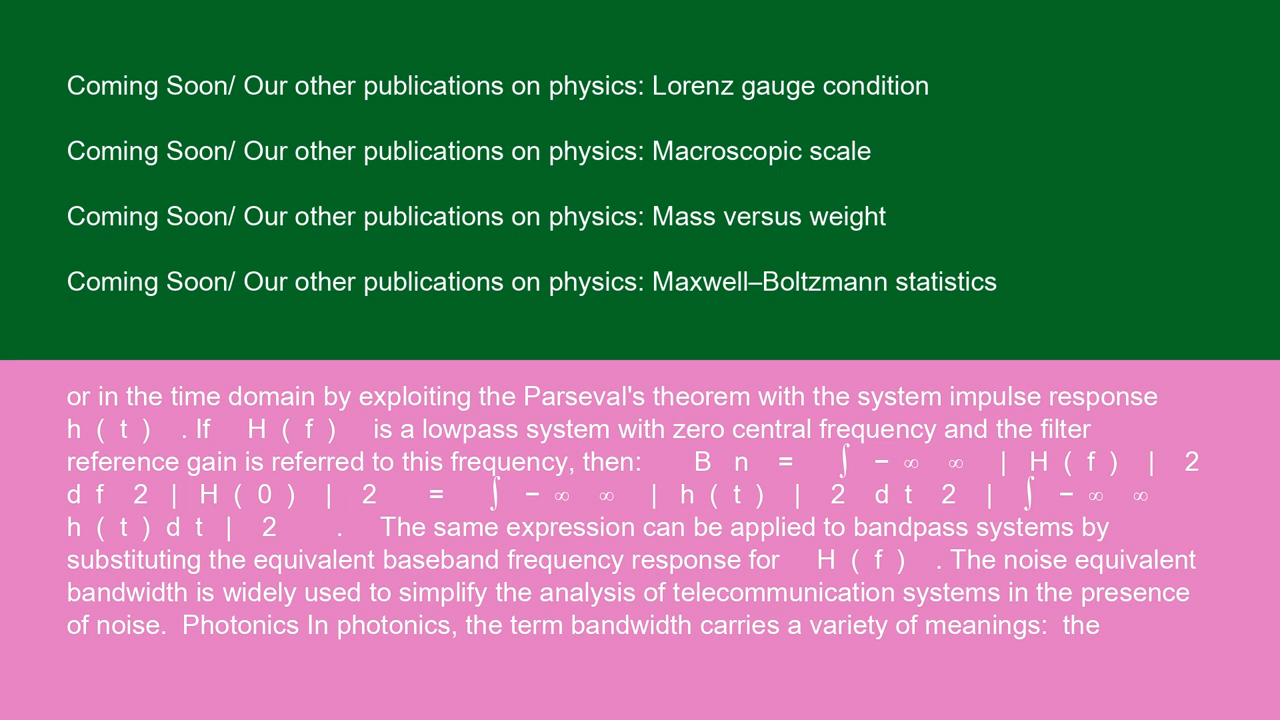 Coming Soon/ Our other publications on physics: Lorenz gauge condition
Coming Soon/ Our other publications on physics: Macroscopic scale
Coming Soon/ Our other publications on physics: Mass versus weight
Coming Soon/ Our other publications on physics: Maxwell–Boltzmann statistics
or in the time domain by exploiting the Parseval's theorem with the system impulse response
h ( t ) . If H ( f ) is a lowpass system with zero central frequency and the filter
reference gain is referred to this frequency, then: B n = ∫ − ∞ ∞ | H ( f ) | 2
d f 2 | H ( 0 ) | 2 = ∫ − ∞ ∞ | h ( t ) | 2 d t 2 | ∫ − ∞ ∞
h ( t ) d t | 2 . The same expression can be applied to bandpass systems by
substituting the equivalent baseband frequency response for H ( f ) . The noise equivalent
bandwidth is widely used to simplify the analysis of telecommunication systems in the presence
of noise. Photonics In photonics, the term bandwidth carries a variety of meanings: the